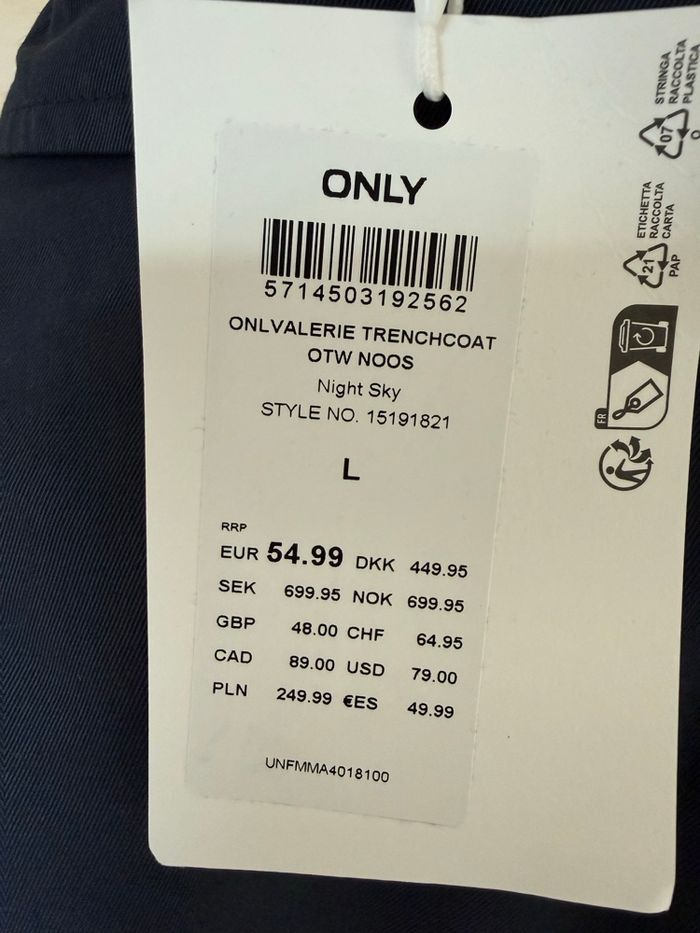 ONLY
5714503192562
ONLVALERIE TRENCHCOAT
OTW NOOS
Night Sky
STYLE NO. 15191821
L
RRP
EUR 54.99 DKK 449.95
SEK 699.95 NOK 699.95
GBP 48.00 CHF 64.95
CAD 89.00 USD 79.00
PLN 249.99 €ES 49.99
UNFMMA4018100
STRINGA
RACCOLTA
PLASTICA
07
O
ETICHETTA
RACCOLTA
CARTA
21
PAP
FR